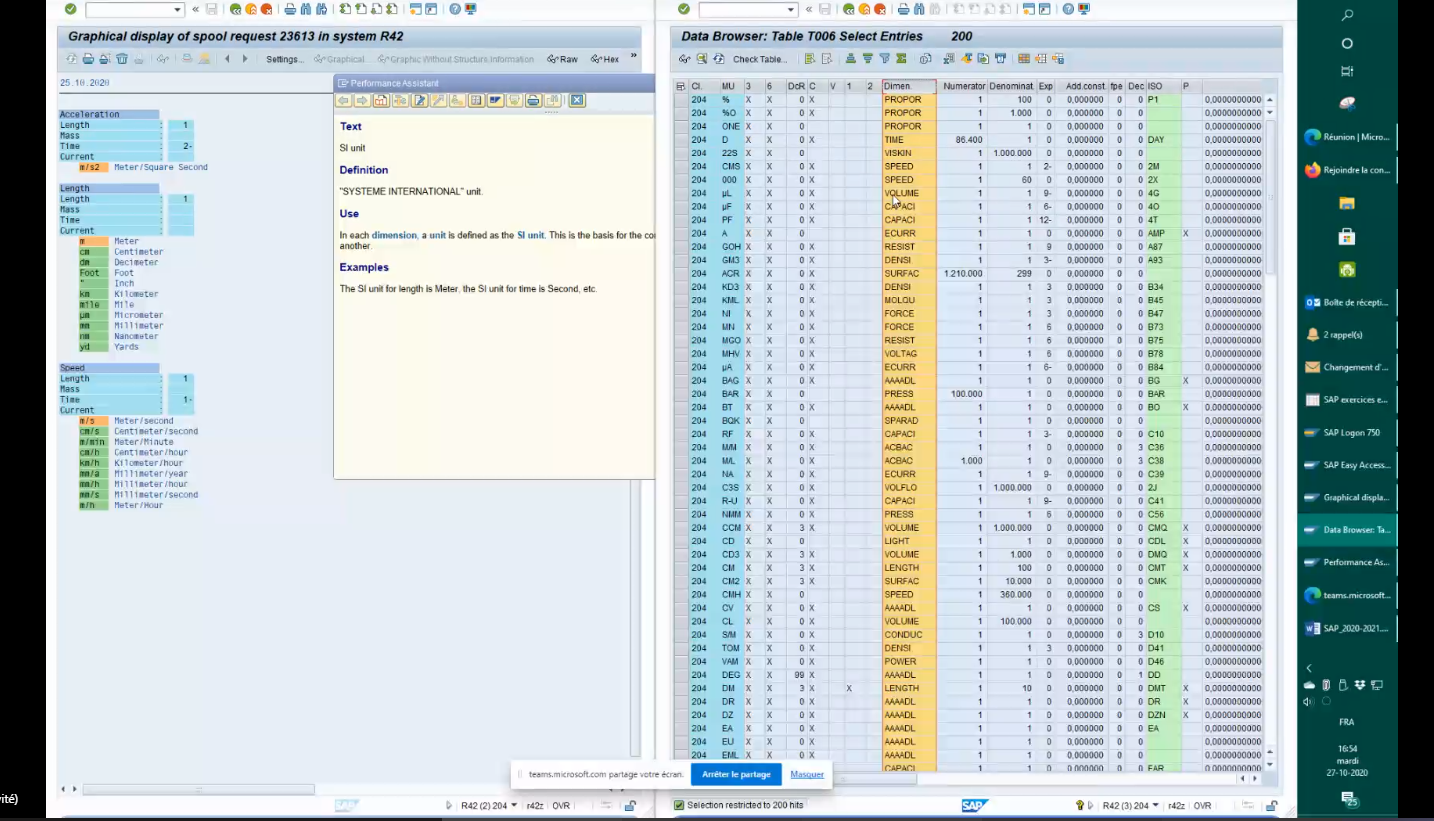 Graphical display of spool request 23613 in system R42
Settings... Graphical Graphic Without Structure Information Raw Hex »
25.10.2020
Acceleration
Length : 1
Mass :
Time : 2-
Current :
m/s2 Meter/Square Second
Length
Length : 1
Mass :
Time :
Current :
m Meter
cm Centimeter
dm Decimeter
Foot Foot
" Inch
km Kilometer
mile Mile
µm Micrometer
mm Millimeter
nm Nanometer
yd Yards
Speed
Length : 1
Mass :
Time : 1-
Current :
m/s Meter/second
cm/s Centimeter/second
m/min Meter/Minute
cm/h Centimeter/hour
km/h Kilometer/hour
mm/a Millimeter/year
mm/h Millimeter/hour
mm/s Millimeter/second
m/h Meter/Hour
Performance Assistant
Text
SI unit
Definition
"SYSTEME INTERNATIONAL" unit.
Use
In each dimension, a unit is defined as the SI unit. This is the basis for the co
another.
Examples
The SI unit for length is Meter, the SI unit for time is Second, etc.
R42 (2) 204 r42z OVR
Data Browser: Table T006 Select Entries 200
Check Table...
Cl. MU 3 6 DcR C V 1 2 Dimen. Numerator Denominat. Exp Add.const. fpe Dec ISO P
204 % X X 0 X PROPOR 1 100 0 0,000000 0 0 P1 0,0000000000
204 %O X X 0 X PROPOR 1 1.000 0 0,000000 0 0 0,0000000000
204 ONE X X 0 PROPOR 1 1 0 0,000000 0 0 0,0000000000
204 D X X 0 X TIME 86.400 1 0 0,000000 0 0 DAY 0,0000000000
204 22S X X 0 VISKIN 1 1.000.000 0 0,000000 0 0 0,0000000000
204 CMS X X 0 X SPEED 1 1 2- 0,000000 0 0 2M 0,0000000000
204 000 X X 0 X SPEED 1 60 0 0,000000 0 0 2X 0,0000000000
204 µL X X 0 X VOLUME 1 1 9- 0,000000 0 0 4G 0,0000000000
204 µF X X 0 X CAPACI 1 1 6- 0,000000 0 0 4O 0,0000000000
204 PF X X 0 X CAPACI 1 1 12- 0,000000 0 0 4T 0,0000000000
204 A X X 0 X ECURR 1 1 0 0,000000 0 0 AMP X 0,0000000000
204 GOH X X 0 X RESIST 1 1 9 0,000000 0 0 A87 0,0000000000
204 GM3 X X 0 X DENSI 1 1 3- 0,000000 0 0 A93 0,0000000000
204 ACR X X 0 X SURFAC 1.210.000 299 0 0,000000 0 0 0,0000000000
204 KD3 X X 0 X DENSI 1 1 3 0,000000 0 0 B34 0,0000000000
204 KML X X 0 X MOLQU 1 1 3 0,000000 0 0 B45 0,0000000000
204 NI X X 0 X FORCE 1 1 3 0,000000 0 0 B47 0,0000000000
204 MN X X 0 X FORCE 1 1 6 0,000000 0 0 B73 0,0000000000
204 MGO X X 0 X RESIST 1 1 6 0,000000 0 0 B75 0,0000000000
204 MHV X X 0 X VOLTAG 1 1 6 0,000000 0 0 B78 0,0000000000
204 µA X X 0 X ECURR 1 1 6- 0,000000 0 0 B84 0,0000000000
204 BAG X X 0 X AAAADL 1 1 0 0,000000 0 0 BG X 0,0000000000
204 BAR X X 0 PRESS 100.000 1 0 0,000000 0 0 BAR 0,0000000000
204 BT X X 0 X AAAADL 1 1 0 0,000000 0 0 BO X 0,0000000000
204 BQK X X 0 SPARAD 1 1 0 0,000000 0 0 0,0000000000
204 RF X X 0 X CAPACI 1 1 3- 0,000000 0 0 C10 0,0000000000
204 M/M X X 0 X ACBAC 1 1 0 0,000000 0 3 C36 0,0000000000
204 M/L X X 0 X ACBAC 1.000 1 0 0,000000 0 3 C38 0,0000000000
204 NA X X 0 X ECURR 1 1 9- 0,000000 0 0 C39 0,0000000000
204 C3S X X 0 X VOLFLO 1 1.000.000 0 0,000000 0 0 2J 0,0000000000
204 R-U X X 0 X CAPACI 1 1 9- 0,000000 0 0 C41 0,0000000000
204 NMM X X 0 X PRESS 1 1 6 0,000000 0 0 C56 0,0000000000
204 CCM X X 3 X VOLUME 1 1.000.000 0 0,000000 0 0 CMQ X 0,0000000000
204 CD X X 0 LIGHT 1 1 0 0,000000 0 0 CDL 0,0000000000
204 CD3 X X 3 X VOLUME 1 1.000 0 0,000000 0 0 DMQ X 0,0000000000
204 CM X X 3 X LENGTH 1 100 0 0,000000 0 0 CMT X 0,0000000000
204 CM2 X X 3 X SURFAC 1 10.000 0 0,000000 0 0 CMK 0,0000000000
204 CMH X X 0 SPEED 1 360.000 0 0,000000 0 0 0,0000000000
204 CV X X 0 X AAAADL 1 1 0 0,000000 0 0 CS X 0,0000000000
204 CL X X 0 VOLUME 1 100.000 0 0,000000 0 0 0,0000000000
204 S/M X X 0 X CONDUC 1 1 0 0,000000 0 3 D10 0,0000000000
204 TOM X X 0 X DENSI 1 1 3 0,000000 0 0 D41 0,0000000000
204 VAM X X 0 X POWER 1 1 0 0,000000 0 0 D46 0,0000000000
204 DEG X X 99 X AAAADL 1 1 0 0,000000 0 1 DD 0,0000000000
204 DM X X 3 X X LENGTH 1 10 0 0,000000 0 0 DMT X 0,0000000000
204 DR X X 0 X AAAADL 1 1 0 0,000000 0 0 DR X 0,0000000000
204 DZ X X 0 X AAAADL 1 1 0 0,000000 0 0 DZN X 0,0000000000
204 EA X X 0 X AAAADL 1 1 0 0,000000 0 0 EA 0,0000000000
204 EU X X 0 X AAAADL 1 1 0 0,000000 0 0 0,0000000000
204 EML X X 0 X AAAADL 1 1 0 0,000000 0 0 0,0000000000
teams.microsoft.com partage votre écran. Arrêter le partage Masquer
Selection restricted to 200 hits
SAP R42 (3) 204 r42z OVR
Réunion | Micro...
Rejoindre la con...
Boîte de récepti...
2 rappel(s)
Changement d'...
SAP exercices e...
SAP Logon 750
SAP Easy Access...
Graphical displa...
Data Browser: Ta...
Performance As...
teams.microsoft...
SAP_2020-2021....
FRA
16:54
mardi
27-10-2020
25
vité)